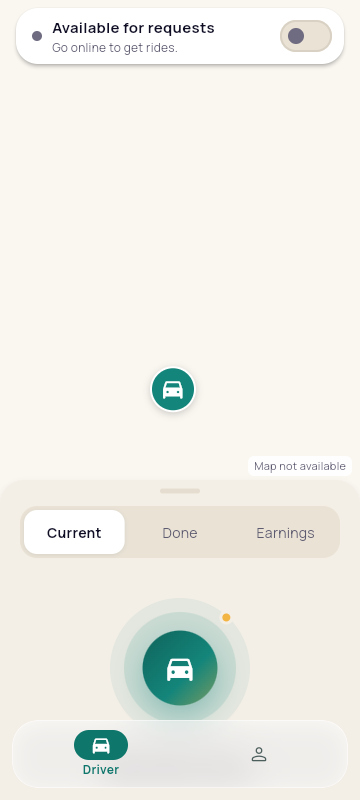 Available for requests
Go online to get rides.
Map not available
Current
Done
Earnings
Driver